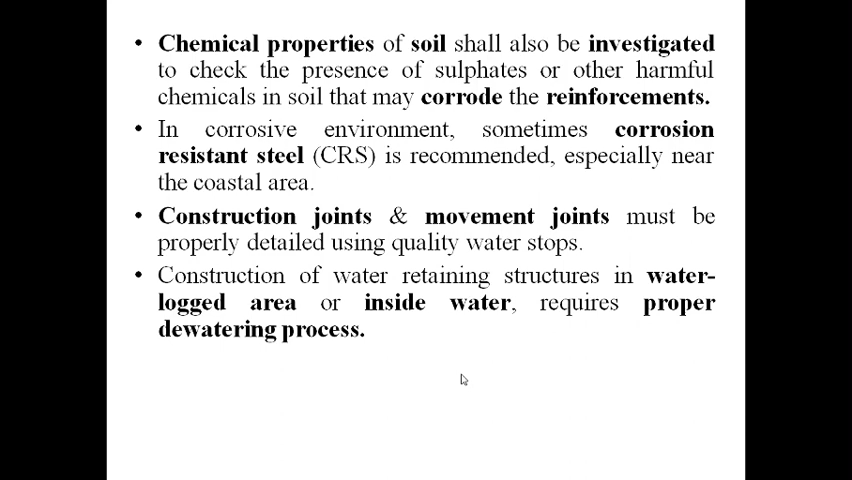 • Chemical properties of soil shall also be investigated
to check the presence of sulphates or other harmful
chemicals in soil that may corrode the reinforcements.
• In corrosive environment, sometimes corrosion
resistant steel (CRS) is recommended, especially near
the coastal area.
• Construction joints & movement joints must be
properly detailed using quality water stops.
• Construction of water retaining structures in water-
logged area or inside water, requires proper
dewatering process.